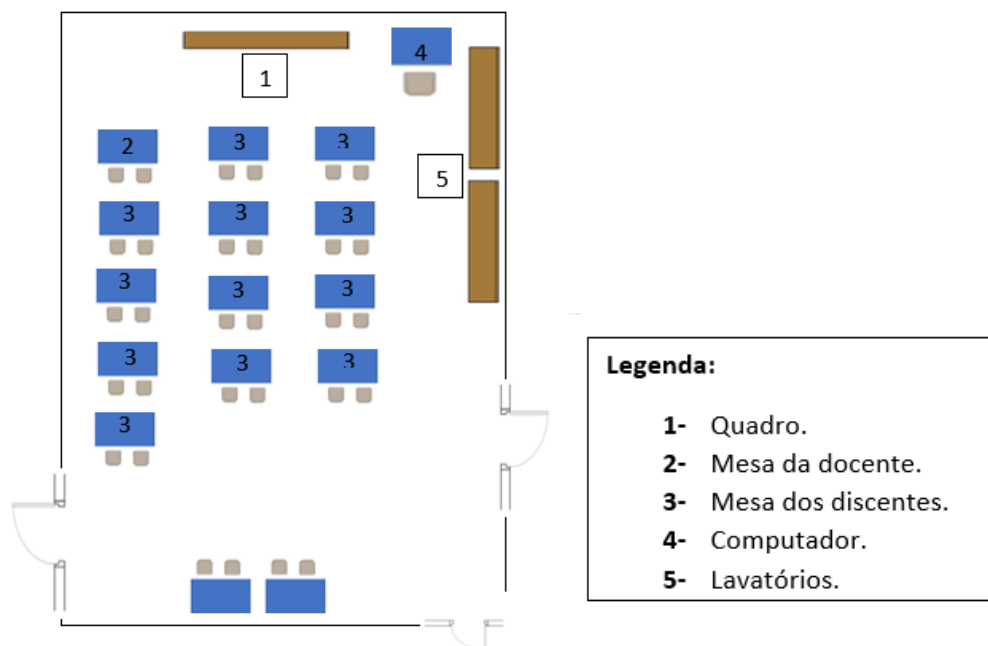 4
1
2 3 3
5
3 3 3
3 3 3
3 3 3
3
Legenda:
1- Quadro.
2- Mesa da docente.
3- Mesa dos discentes.
4- Computador.
5- Lavatórios.